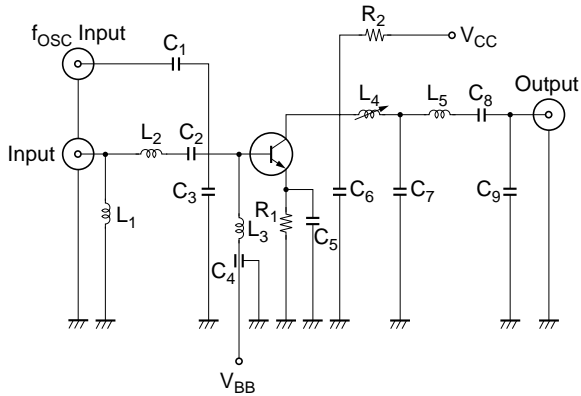 f_OSC Input
C1
R2
VCC
L4
L5
C8
Output
Input
L2
C2
C3
C6
C7
C9
L1
R1
L3
C5
C4
VBB